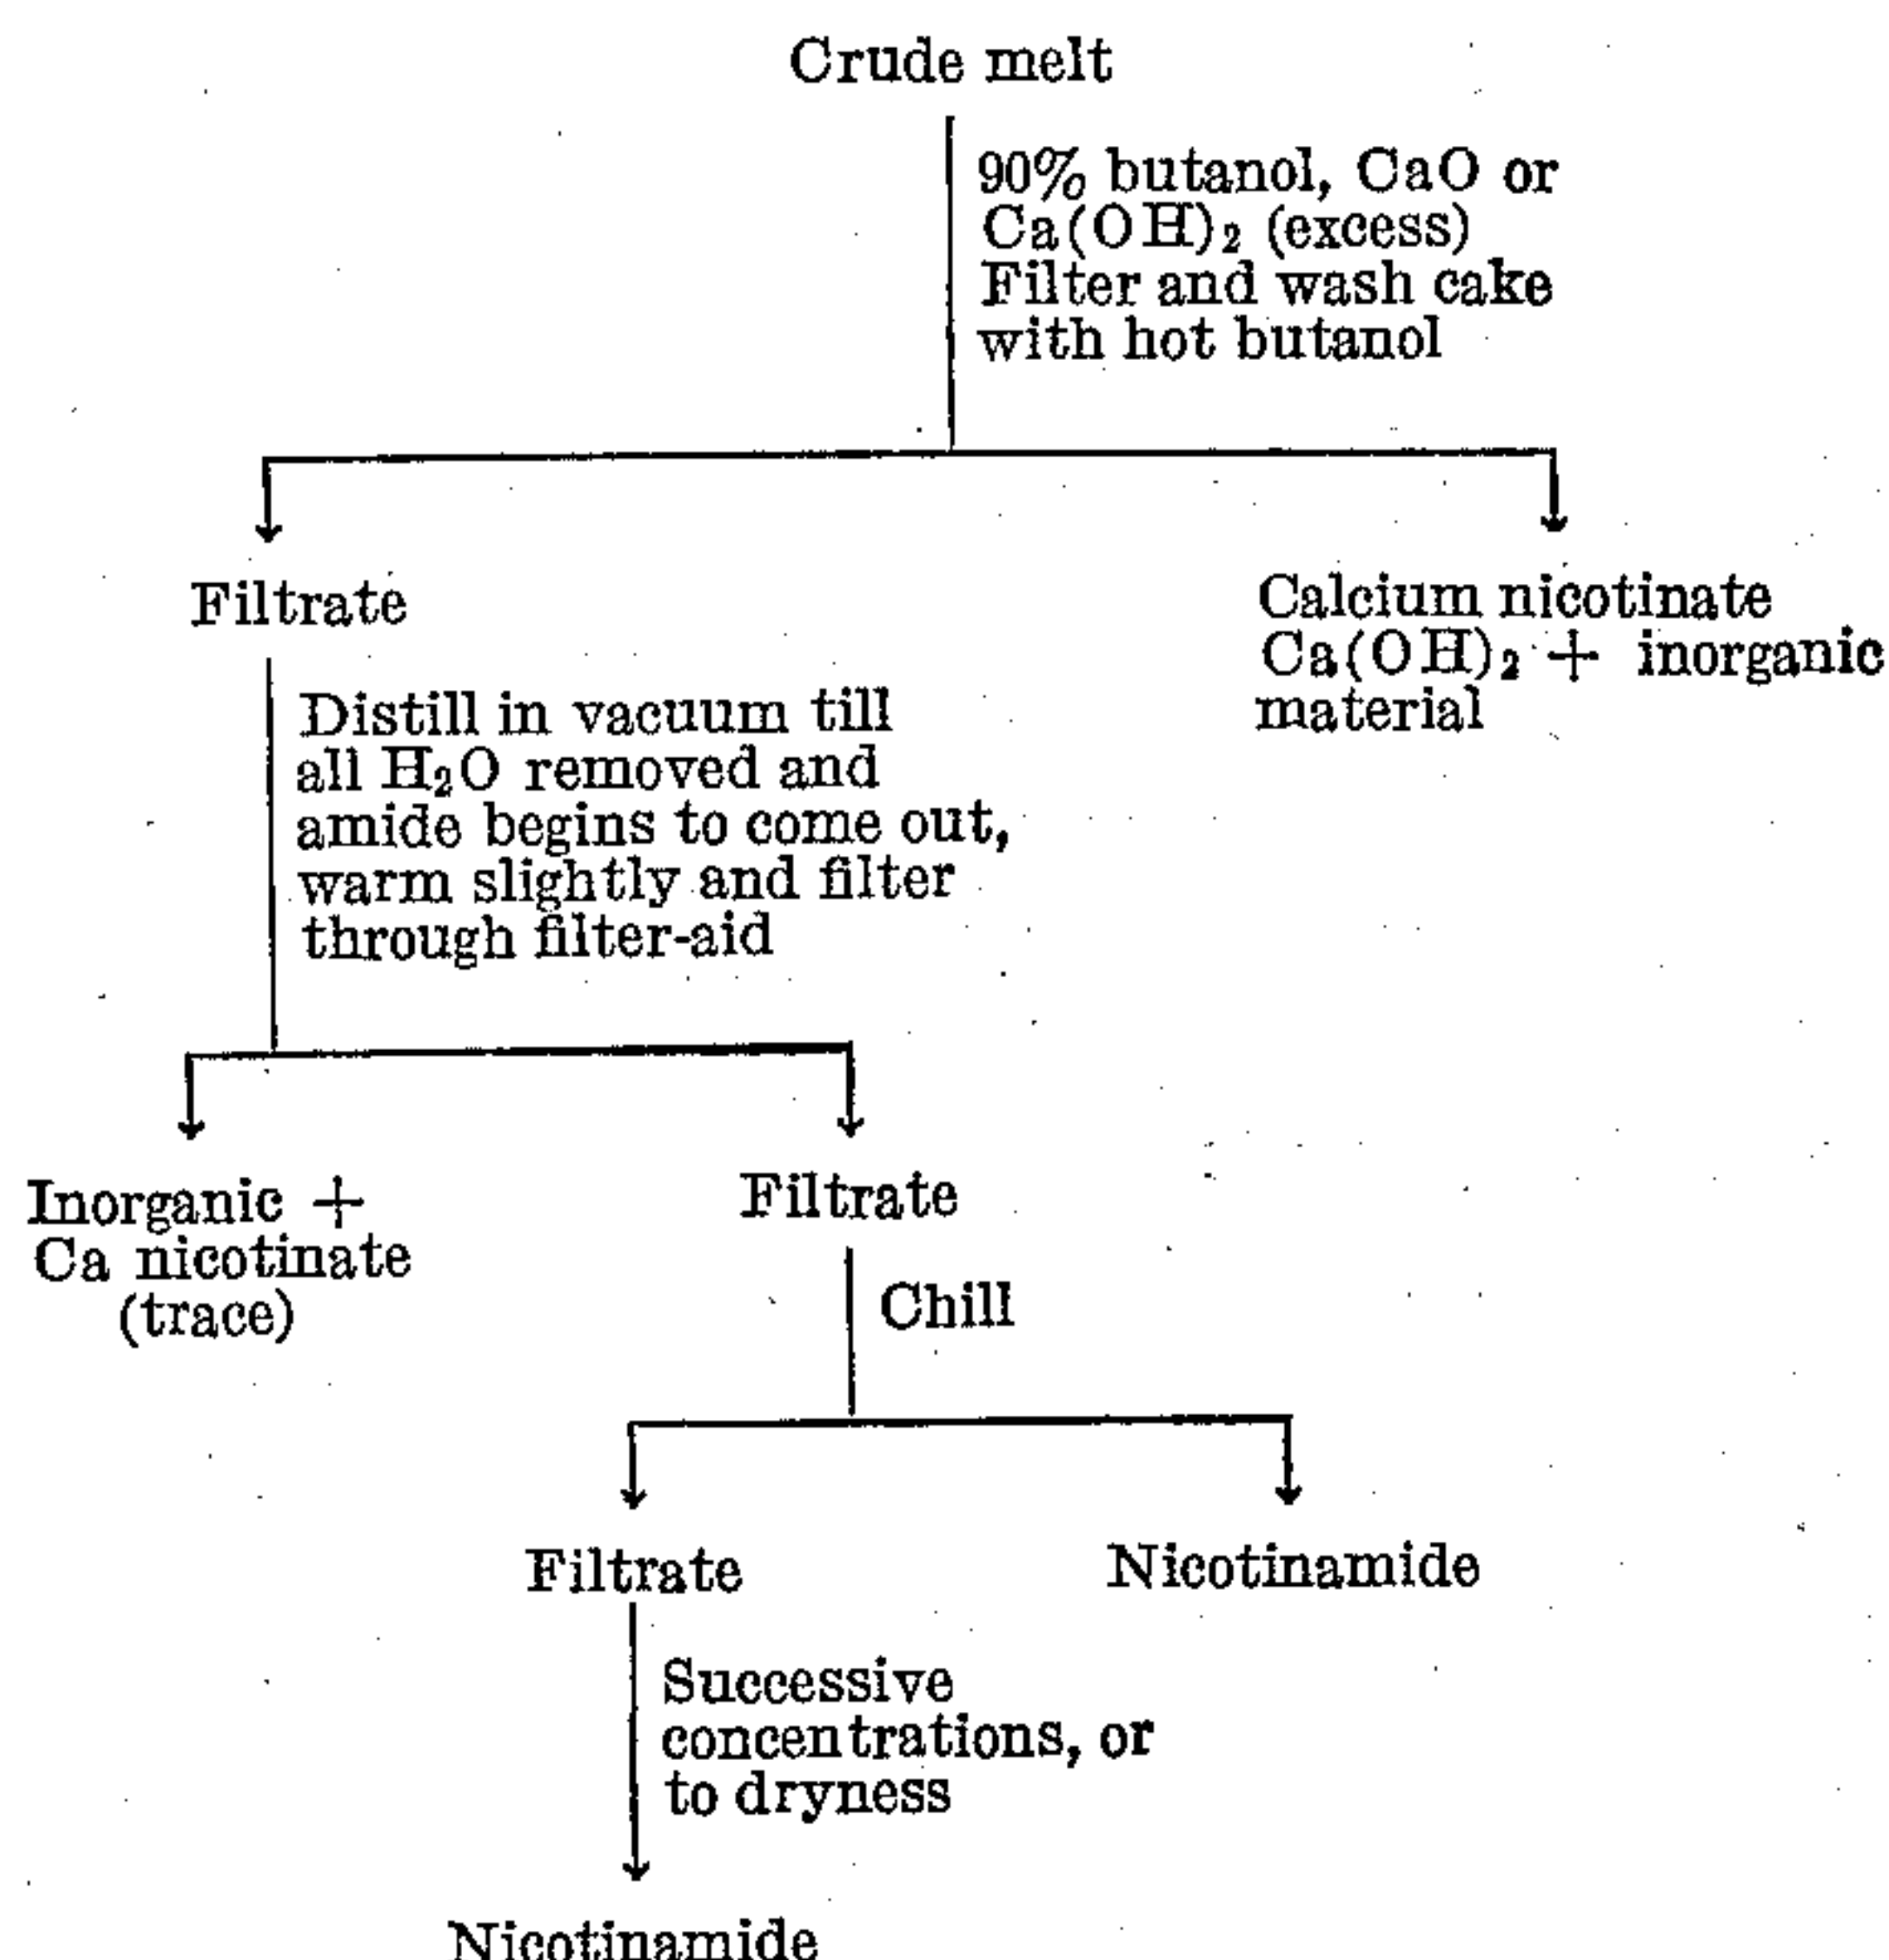 Crude melt
90% butanol, CaO or
Ca(OH)₂ (excess)
Filter and wash cake
with hot butanol
Filtrate
Calcium nicotinate
Ca(OH)₂ + inorganic
material
Distill in vacuum till
all H₂O removed and
amide begins to come out,
warm slightly and filter
through filter-aid
Inorganic +
Ca nicotinate
(trace)
Filtrate
Chill
Filtrate
Nicotinamide
Successive
concentrations, or
to dryness
Nicotinamide